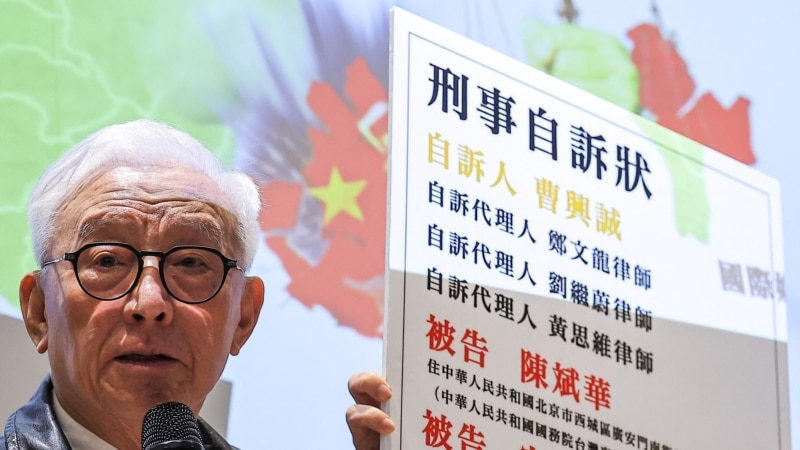 刑事自訴狀
自訴人 曹興誠
自訴代理人 鄭文龍律師
自訴代理人 劉繼蔚律師
自訴代理人 黃思維律師
被告 陳斌華
住中華人民共和國北京市西城區廣安門南
(中華人民共和國國務院台灣
被告
國際